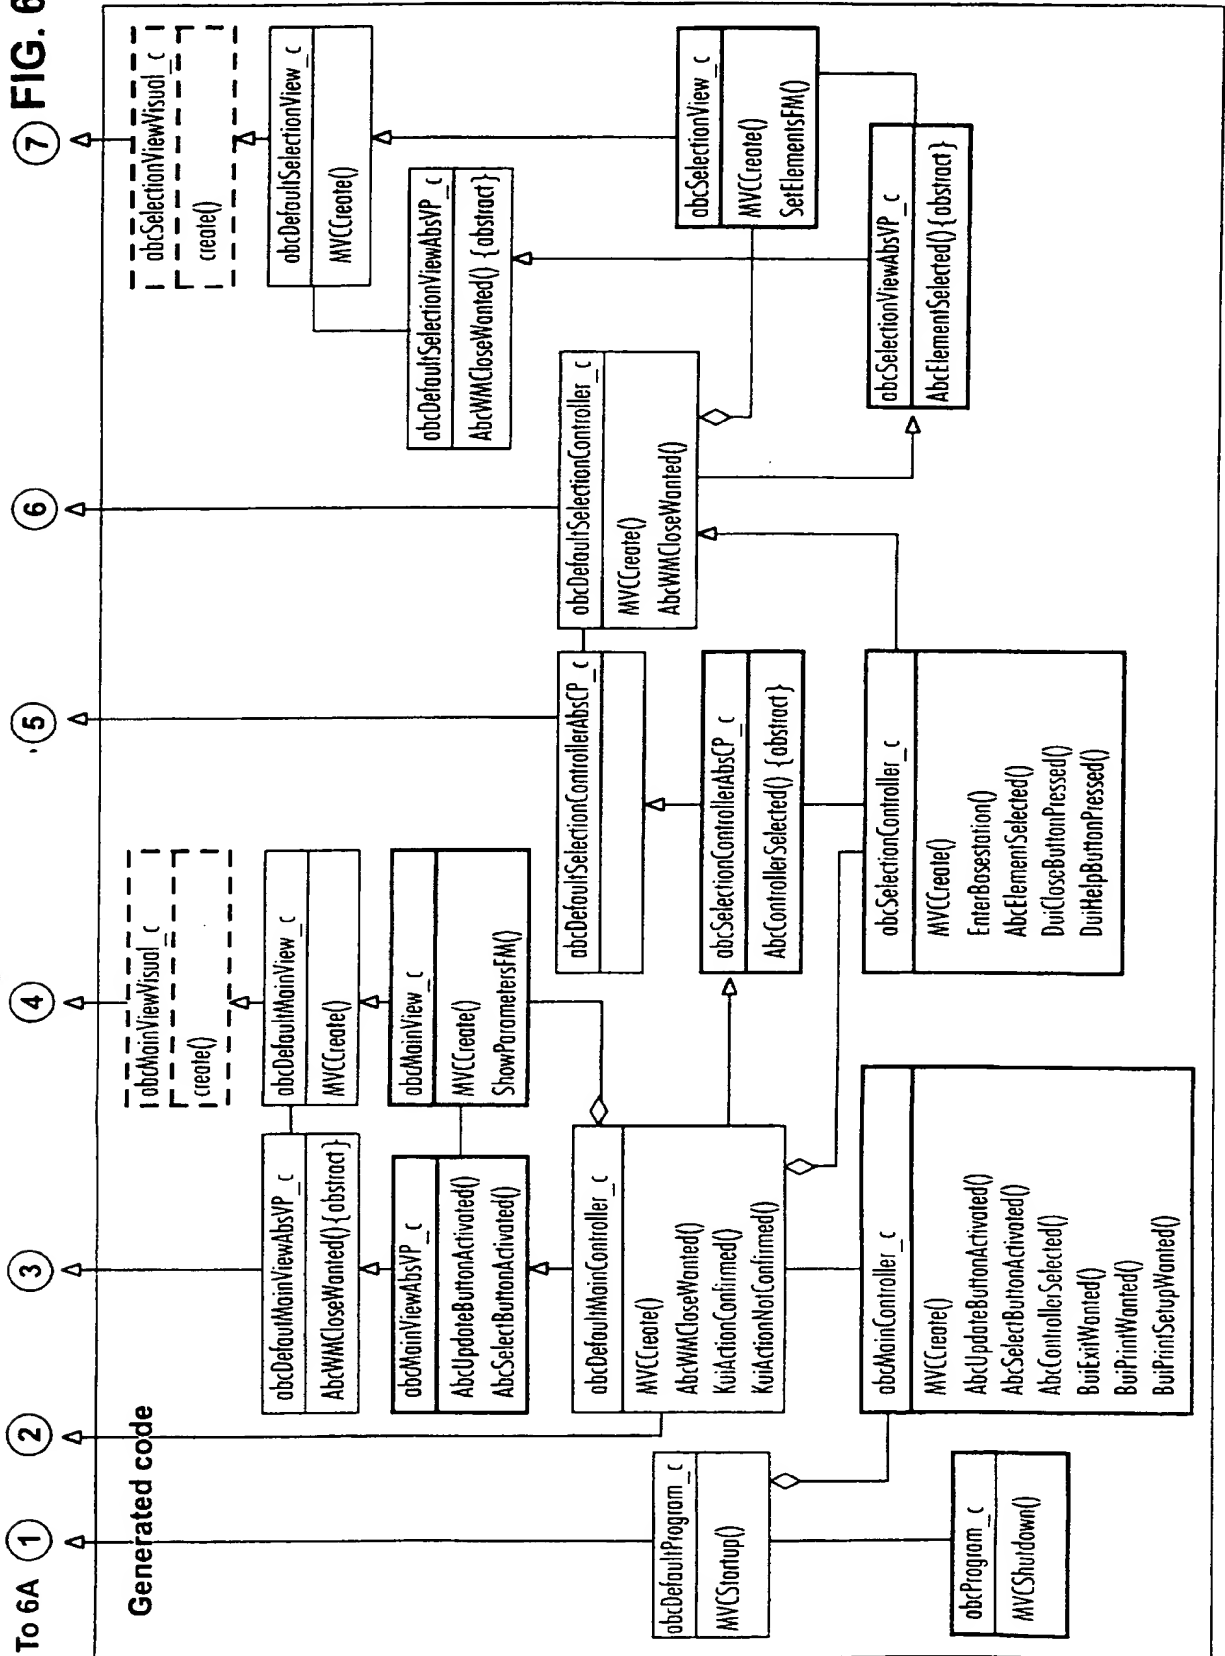 To 6A
1
2
3
4
5
6
7
FIG. 6
Generated code
abcDefaultProgram_c
MVCStartup()
abcProgram_c
MVCShutdown()
abcDefautMainViewAbsVP_c
AbcWMCloseWanted(){abstract}
abcMainViewAbsVP_c
AbcUpdateButtonActivated()
AbcSelectButtonActivated()
abcDefaultMainController_c
MVCCreate()
AbcWMCloseWanted()
KuiActionConfirmed()
KuiActionNotConfirmed()
abcMainController_c
MVCCreate()
AbcUpdateButtonActivated()
AbcSelectButtonActivated()
AbcControllerSelected()
BuiExitWanted()
BuiPrintWanted()
BuiPrintSetupWanted()
abcMainViewVisual_c
create()
abcDefaultMainView_c
MVCCreate()
abcMainView_c
MVCCreate()
ShowParametersFM()
abcDefaultSelectionControllerAbsCP_c
abcSelectionControllerAbsCP_c
AbcControllerSelected() {abstract}
abcSelectionController_c
MVCCreate()
EnterBasestation()
AbcElementSelected()
DuiCloseButtonPressed()
DuiHelpButtonPressed()
abcDefaultSelectionController_c
MVCCreate()
AbcWMCloseWanted()
abcSelectionViewVisual_c
create()
abcDefaultSelectionView_c
MVCCreate()
abcDefaultSelectionViewAbsVP_c
AbcWMCloseWanted() {abstract}
abcSelectionView_c
MVCCreate()
SetElementsFM()
abcSelectionViewAbsVP_c
AbcElementSelected(){abstract}